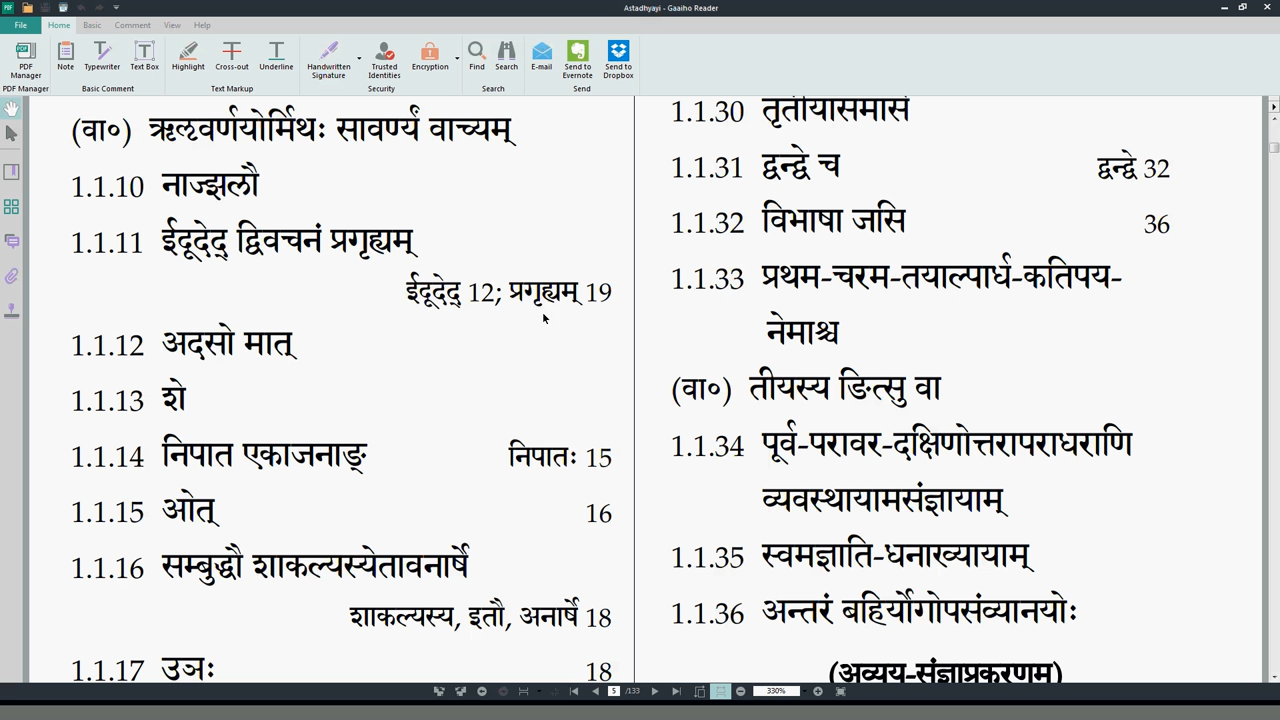 Astadhyayi - Gaaiho Reader
File Home Basic Comment View Help
PDF Manager Note Typewriter Text Box Highlight Cross-out Underline Handwritten Signature Trusted Identities Encryption Find Search E-mail Send to Evernote Send to Dropbox
PDF Manager Basic Comment Text Markup Security Search Send
(वा०) ऋलृवर्णयोर्मिथः सावर्ण्यं वाच्यम्
1.1.10 नाज्झलौ
1.1.11 ईदूदेद् द्विवचनं प्रगृह्यम्
ईदूदेद् 12; प्रगृह्यम् 19
1.1.12 अदसो मात्
1.1.13 शे
1.1.14 निपात एकाजनाङ् निपातः 15
1.1.15 ओत् 16
1.1.16 सम्बुद्धौ शाकल्यस्येतावनार्षे
शाकल्यस्य, इतौ, अनार्षे 18
1.1.17 उञः 18
1.1.30 तृतीयासमासे
1.1.31 द्वन्द्वे च द्वन्द्वे 32
1.1.32 विभाषा जसि 36
1.1.33 प्रथम-चरम-तयाल्पार्ध-कतिपय-
नेमाश्च
(वा०) तीयस्य ङित्सु वा
1.1.34 पूर्व-परावर-दक्षिणोत्तरापराधराणि
व्यवस्थायामसंज्ञायाम्
1.1.35 स्वमज्ञाति-धनाख्यायाम्
1.1.36 अन्तरं बहिर्योगोपसंव्यानयोः
(अव्यय-संज्ञाप्रकरणम्)
5 /133 330%